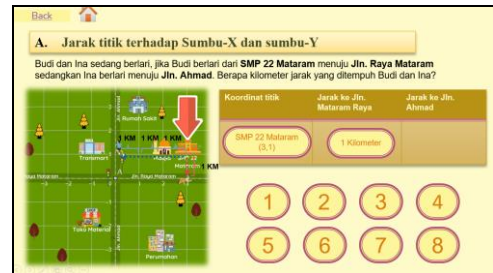 Back
A. Jarak titik terhadap Sumbu-X dan sumbu-Y
Budi dan Ina sedang berlari, jika Budi berlari dari SMP 22 Mataram menuju Jln. Raya Mataram
sedangkan Ina berlari menuju Jln. Ahmad. Berapa kilometer jarak yang ditempuh Budi dan Ina?
Koordinat titik
Jarak ke Jln. Mataram Raya
Jarak ke Jln. Ahmad
SMP 22 Mataram
(3,1)
1 Kilometer
Rumah Sakit
1 KM 1 KM 1 KM
Transmart
1 KM
Jln. Raya Mataram
Toko Material
Perumahan
1 2 3 4
5 6 7 8